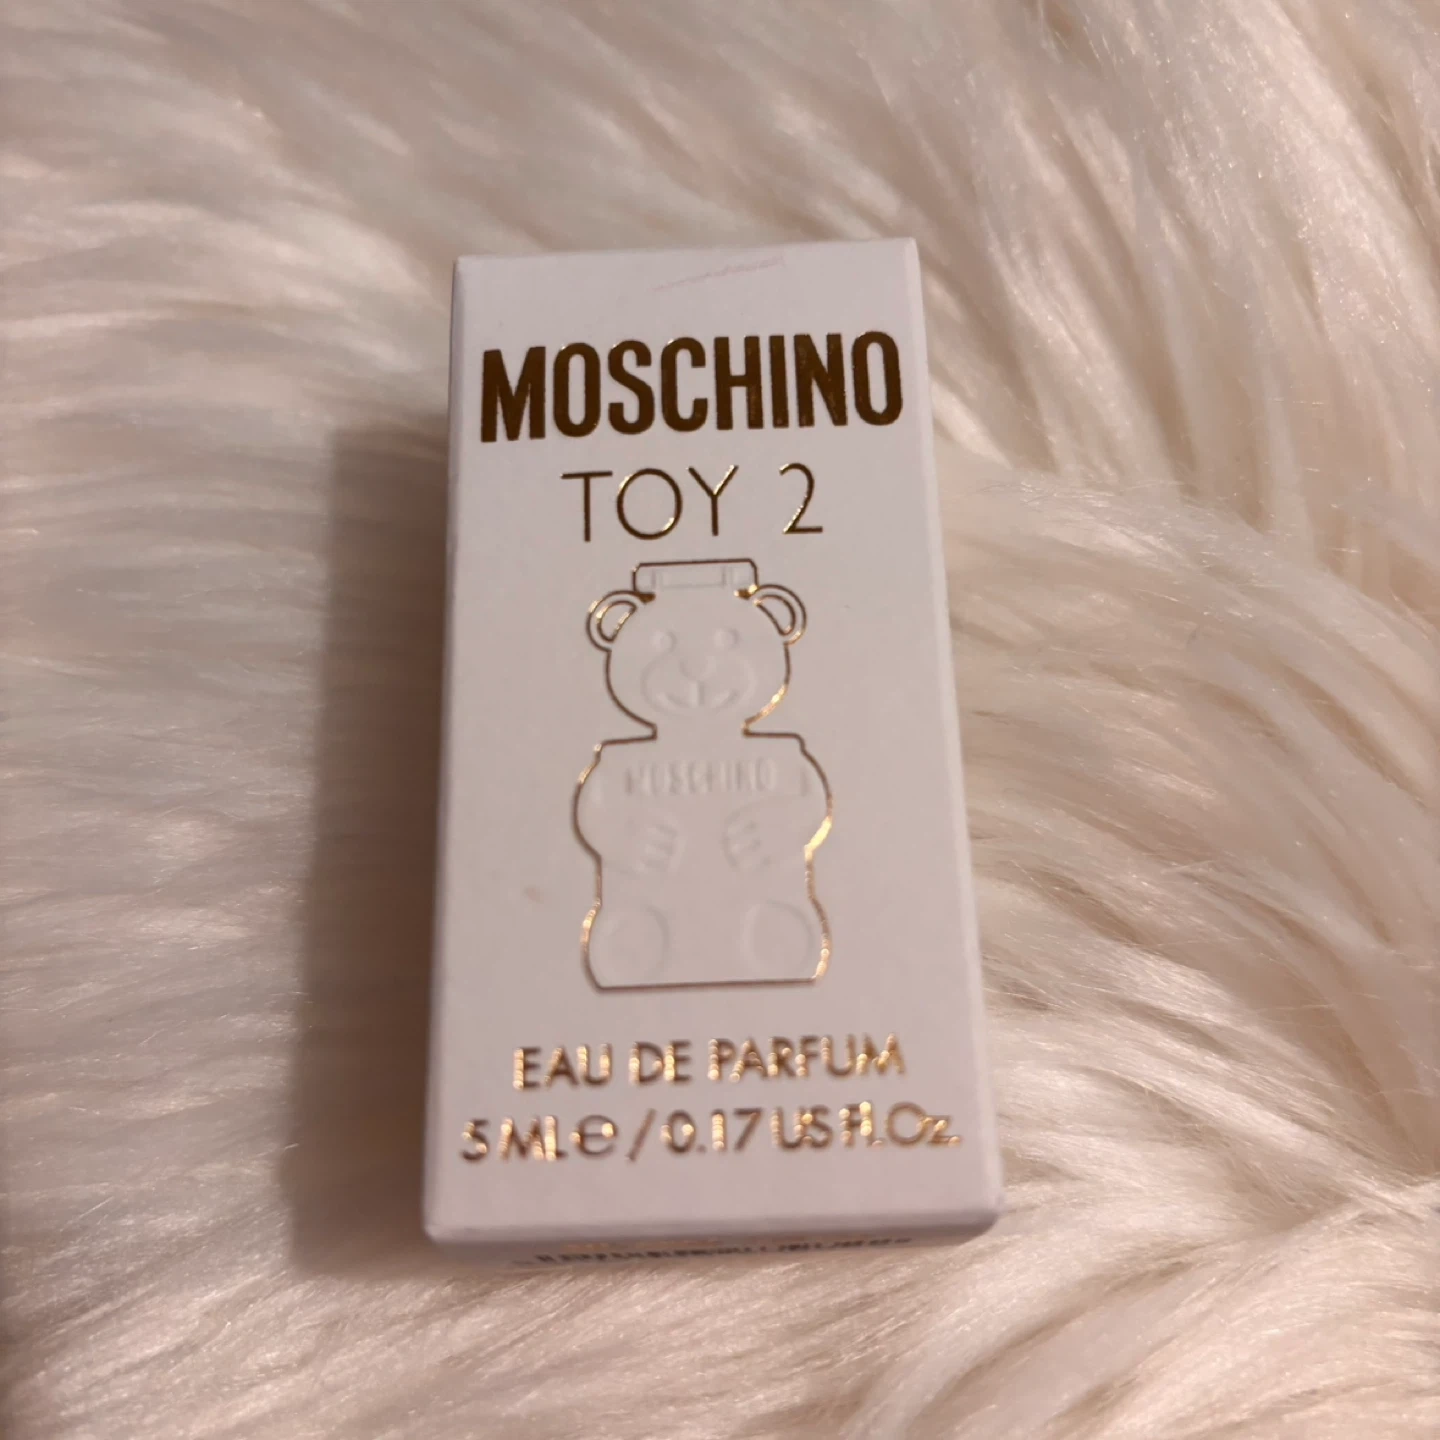 MOSCHINO
TOY 2
MOSCHINO
EAU DE PARFUM
5 ML ℮ / 0.17 US Fl. Oz.